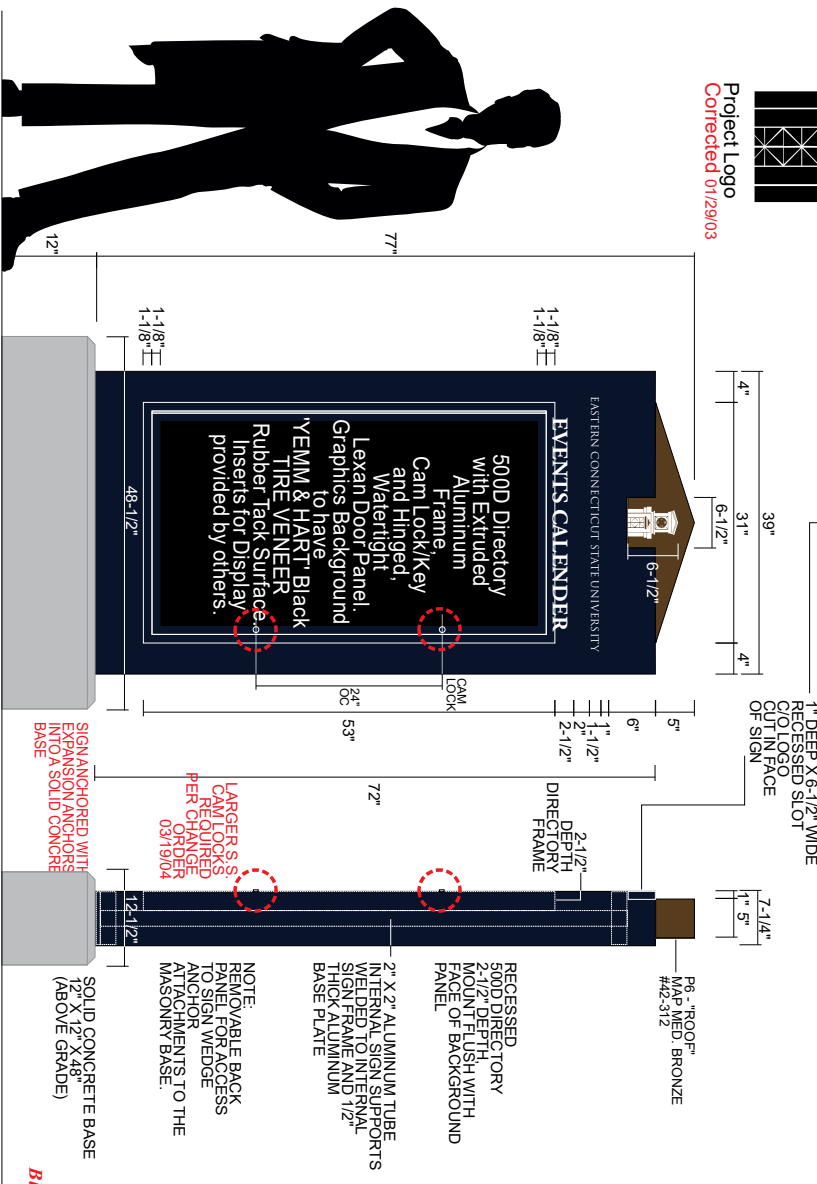 Project Logo
Corrected 01/29/03
1" DEEP X 6-1/2" WIDE
RECESSED SLOT
C/O LOGO
CUT IN FACE
OF SIGN
39"
4"
31"
4"
6-1/2"
6-1/2"
77"
12"
1-1/8"
1-1/8"
1-1/8"
1-1/8"
EASTERN CONNECTICUT STATE UNIVERSITY
EVENTS CALENDER
500D Directory
with Extruded
Aluminum
Frame,
Cam Lock/Key
and Hinged,
Watertight
Lexan Door Panel.
Graphics Background
to have
'YEMM & HART' Black
TIRE VENEER
Rubber Tack Surface.
Inserts for Display
provided by others.
48-1/2"
CAM
LOCK
24"
OC
5"
6"
1"
1-1/2"
2"
2-1/2"
53"
72"
7-1/4"
1"
5"
P6 - "ROOF"
MAP MED. BRONZE
#42-312
2-1/2"
DEPTH
DIRECTORY
FRAME
RECESSED
500D DIRECTORY
2-1/2" DEPTH,
MOUNT FLUSH WITH
FACE OF BACKGROUND
PANEL
2" X 2" ALUMINUM TUBE
INTERNAL SIGN SUPPORTS
WELDED TO INTERNAL
SIGN FRAME AND 1/2"
THICK ALUMINUM
BASE PLATE
LARGER S.S.
CAM LOCKS
REQUIRED
PER CHANGE
ORDER
03/19/04
NOTE:
REMOVABLE BACK
PANEL FOR ACCESS
TO SIGN WEDGE
ANCHOR
ATTACHMENTS TO THE
MASONRY BASE.
12-1/2"
SIGN ANCHORED WITH
EXPANSION ANCHORS
INTO A SOLID CONCRE
BASE
SOLID CONCRETE BASE
12" X 12" X 48"
(ABOVE GRADE)